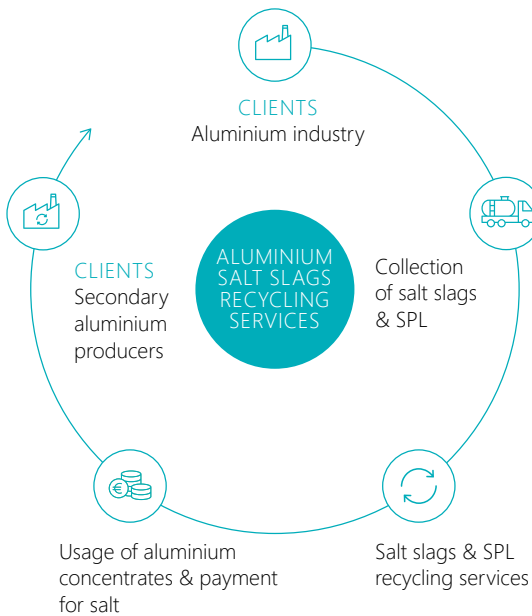 CLIENTS
Aluminium industry
ALUMINIUM
SALT SLAGS
RECYCLING
SERVICES
Collection
of salt slags
& SPL
CLIENTS
Secondary
aluminium
producers
Usage of aluminium
concentrates & payment
for salt
Salt slags & SPL
recycling services
€